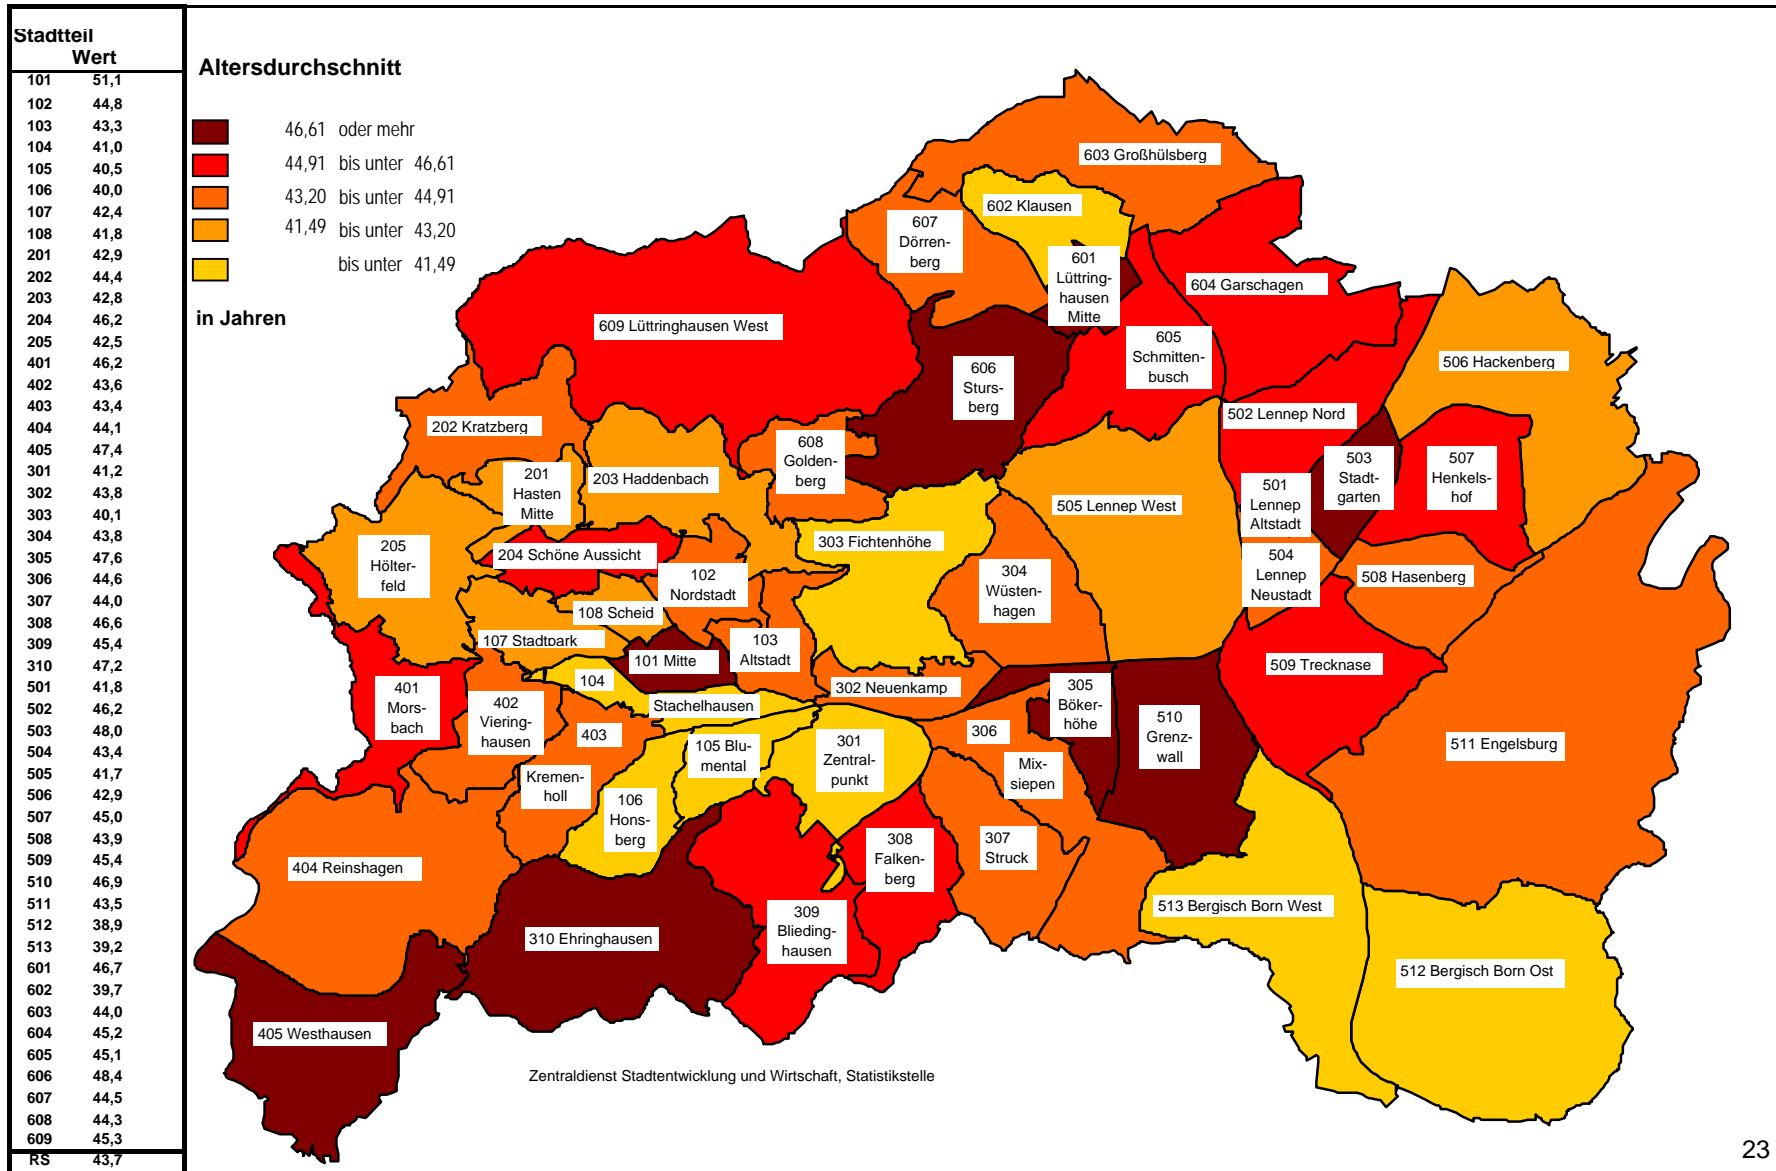 Stadtteil
Wert
101 51,1
102 44,8
103 43,3
104 41,0
105 40,5
106 40,0
107 42,4
108 41,8
201 42,9
202 44,4
203 42,8
204 46,2
205 42,5
401 46,2
402 43,6
403 43,4
404 44,1
405 47,4
301 41,2
302 43,8
303 40,1
304 43,8
305 47,6
306 44,6
307 44,0
308 46,6
309 45,4
310 47,2
501 41,8
502 46,2
503 48,0
504 43,4
505 41,7
506 42,9
507 45,0
508 43,9
509 45,4
510 46,9
511 43,5
512 38,9
513 39,2
601 46,7
602 39,7
603 44,0
604 45,2
605 45,1
606 48,4
607 44,5
608 44,3
609 45,3
RS 43,7
Altersdurchschnitt
46,61 oder mehr
44,91 bis unter 46,61
43,20 bis unter 44,91
41,49 bis unter 43,20
bis unter 41,49
in Jahren
603 Großhülsberg
602 Klausen
607
Dörren-
berg
601
Lüttring-
hausen
Mitte
604 Garschagen
609 Lüttringhausen West
605
Schmitten-
busch
606
Sturs-
berg
506 Hackenberg
502 Lennep Nord
202 Kratzberg
608
Golden-
berg
503
Stadt-
garten
507
Henkels-
hof
201
Hasten
Mitte
203 Haddenbach
501
Lennep
Altstadt
505 Lennep West
303 Fichtenhöhe
205
Hölter-
feld
204 Schöne Aussicht
504
Lennep
Neustadt
102
Nordstadt
304
Wüsten-
hagen
508 Hasenberg
108 Scheid
107 Stadtpark
103
Altstadt
101 Mitte
509 Trecknase
104
Stachelhausen
302 Neuenkamp
305
Böker-
höhe
401
Mors-
bach
402
Viering-
hausen
510
Grenz-
wall
403
Kremen-
holl
105 Blu-
mental
301
Zentral-
punkt
306
Mix-
siepen
511 Engelsburg
106
Hons-
berg
404 Reinshagen
308
Falken-
berg
307
Struck
513 Bergisch Born West
309
Blieding-
hausen
310 Ehringhausen
512 Bergisch Born Ost
405 Westhausen
Zentraldienst Stadtentwicklung und Wirtschaft, Statistikstelle
23